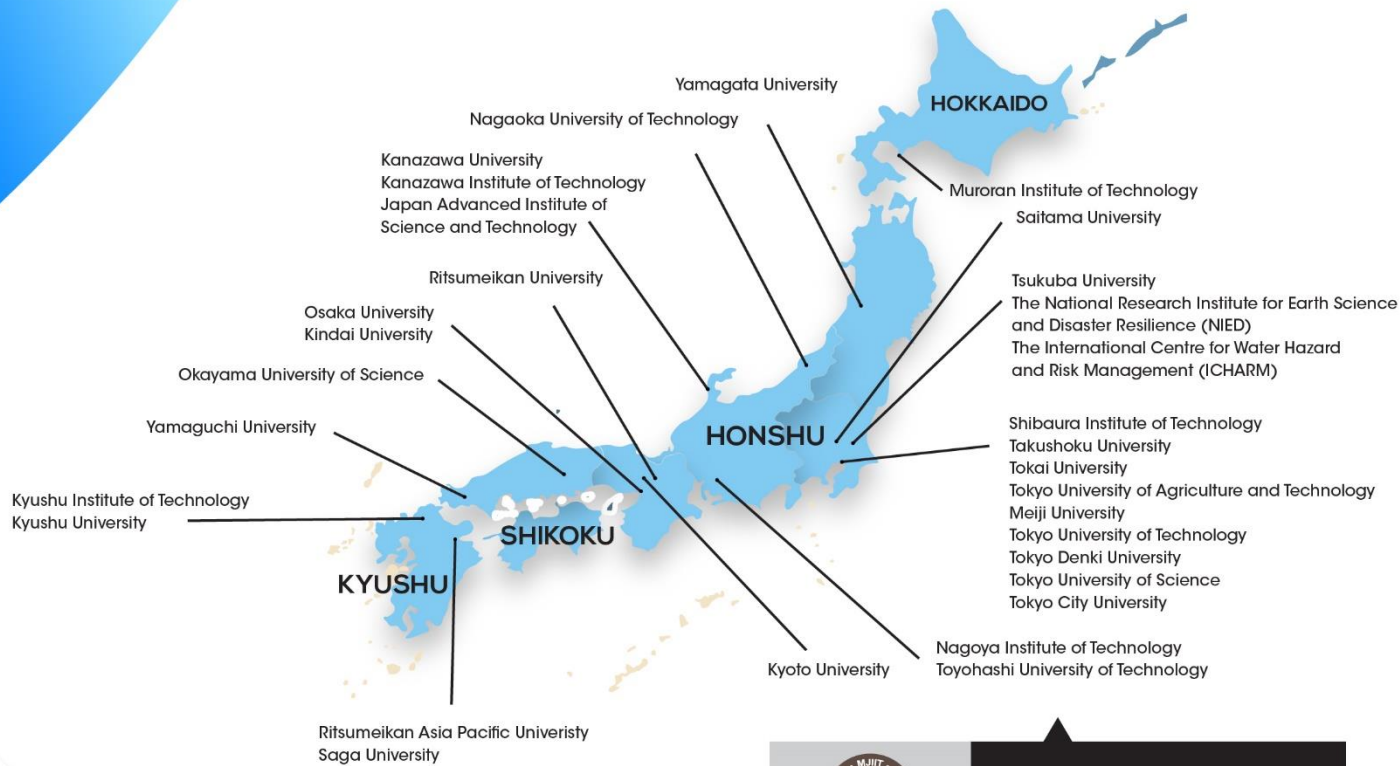 Yamagata University
HOKKAIDO
Nagaoka University of Technology
Kanazawa University
Kanazawa Institute of Technology
Japan Advanced Institute of
Science and Technology
Muroran Institute of Technology
Saitama University
Ritsumeikan University
Tsukuba University
The National Research Institute for Earth Science
and Disaster Resilience (NIED)
The International Centre for Water Hazard
and Risk Management (ICHARM)
Osaka University
Kindai University
Okayama University of Science
Yamaguchi University
HONSHU
Shibaura Institute of Technology
Takushoku University
Tokai University
Tokyo University of Agriculture and Technology
Meiji University
Tokyo University of Technology
Tokyo Denki University
Tokyo University of Science
Tokyo City University
Kyushu Institute of Technology
Kyushu University
SHIKOKU
KYUSHU
Kyoto University
Nagoya Institute of Technology
Toyohashi University of Technology
Ritsumeikan Asia Pacific Univeristy
Saga University
MJIIT